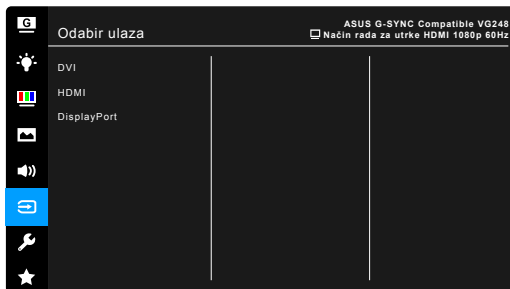 G
Odabir ulaza
ASUS G-SYNC Compatible VG248
Način rada za utrke HDMI 1080p 60Hz
DVI
HDMI
DisplayPort